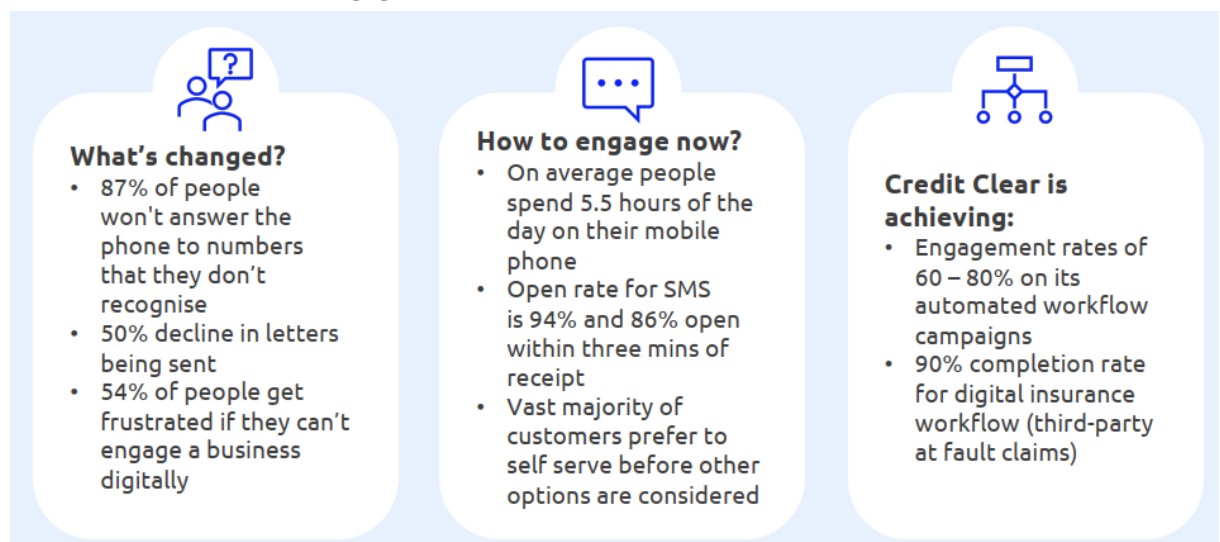 What's changed?
• 87% of people
won't answer the
phone to numbers
that they don't
recognise
• 50% decline in letters
being sent
• 54% of people get
frustrated if they can't
engage a business
digitally
How to engage now?
• On average people
spend 5.5 hours of the
day on their mobile
phone
• Open rate for SMS
is 94% and 86% open
within three mins of
receipt
• Vast majority of
customers prefer to
self serve before other
options are considered
Credit Clear is
achieving:
• Engagement rates of
60 – 80% on its
automated workflow
campaigns
• 90% completion rate
for digital insurance
workflow (third-party
at fault claims)